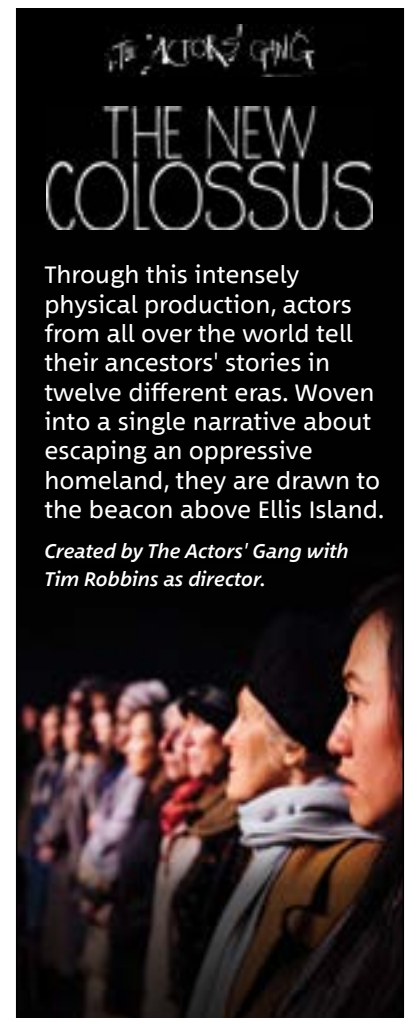 THE ACTORS' GANG
THE NEW
COLOSSUS
Through this intensely
physical production, actors
from all over the world tell
their ancestors' stories in
twelve different eras. Woven
into a single narrative about
escaping an oppressive
homeland, they are drawn to
the beacon above Ellis Island.
Created by The Actors' Gang with
Tim Robbins as director.